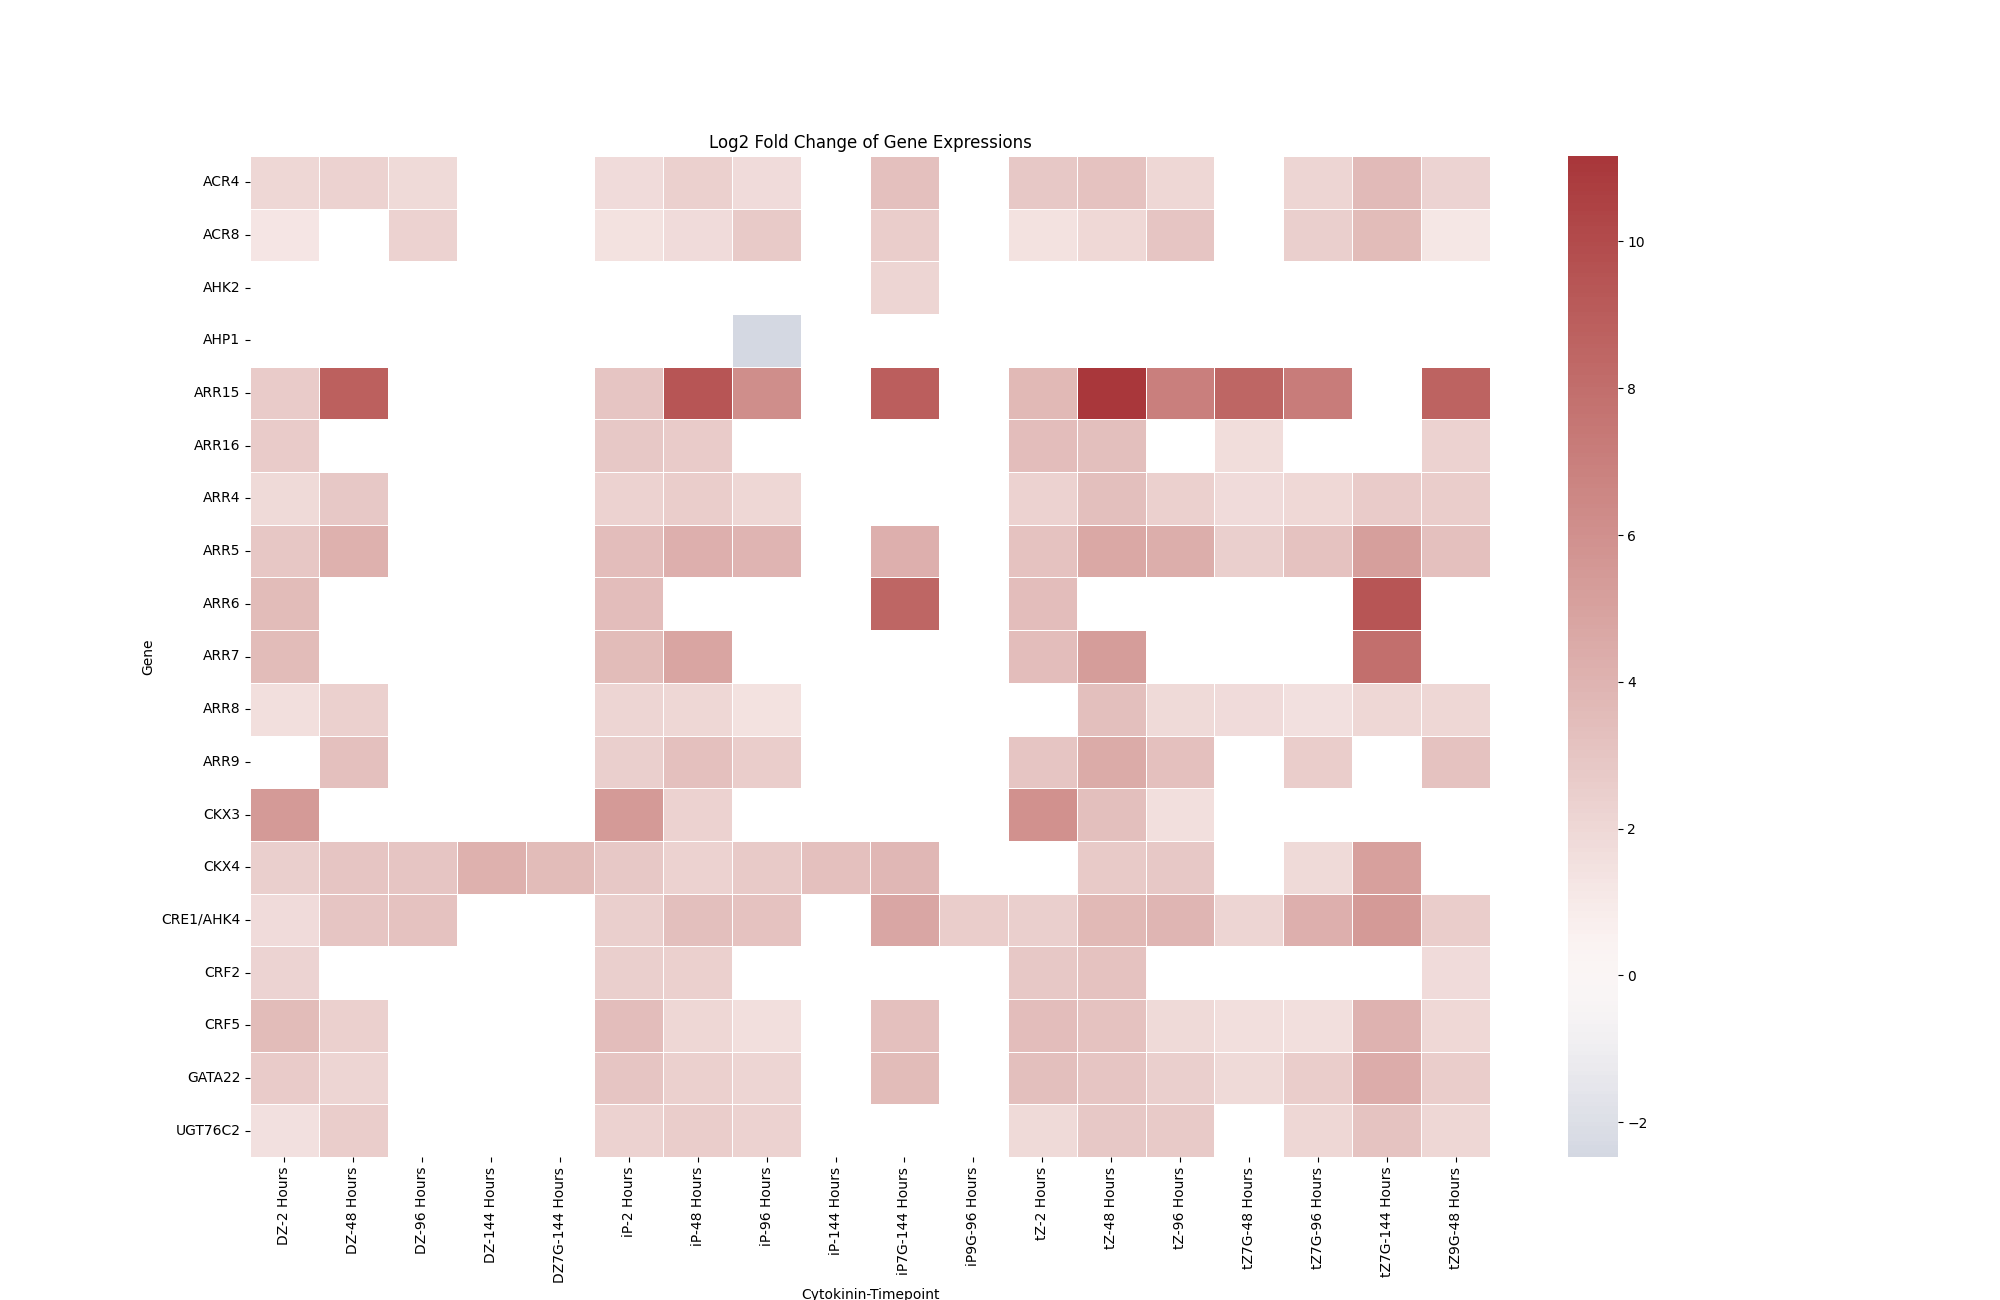 Log2 Fold Change of Gene Expressions
ACR4
ACR8
AHK2
AHP1
ARR15
ARR16
ARR4
ARR5
ARR6
ARR7
ARR8
ARR9
CKX3
CKX4
CRE1/AHK4
CRF2
CRF5
GATA22
UGT76C2
Gene
DZ-2 Hours
DZ-48 Hours
DZ-96 Hours
DZ-144 Hours
DZ7G-144 Hours
iP-2 Hours
iP-48 Hours
iP-96 Hours
iP-144 Hours
iP7G-144 Hours
iP9G-96 Hours
tZ-2 Hours
tZ-48 Hours
tZ-96 Hours
tZ7G-48 Hours
tZ7G-96 Hours
tZ7G-144 Hours
tZ9G-48 Hours
Cytokinin-Timepoint
10
8
6
4
2
0
−2